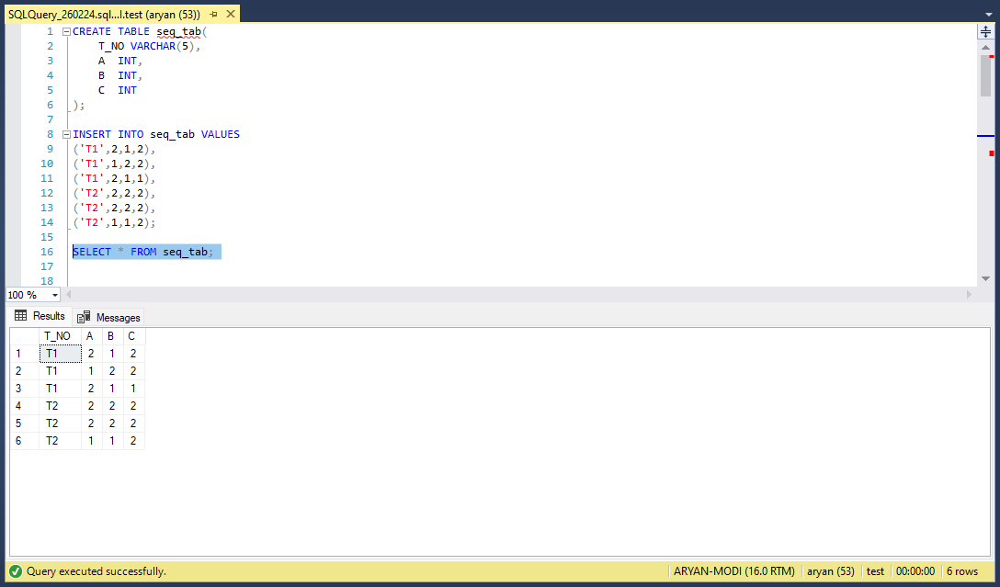 SQLQuery_260224.sql...l.test (aryan (53))
1 CREATE TABLE seq_tab(
2 T_NO VARCHAR(5),
3 A INT,
4 B INT,
5 C INT
6 );
7
8 INSERT INTO seq_tab VALUES
9 ('T1',2,1,2),
10 ('T1',1,2,2),
11 ('T1',2,1,1),
12 ('T2',2,2,2),
13 ('T2',2,2,2),
14 ('T2',1,1,2);
15
16 SELECT * FROM seq_tab;
17
18
100 %
Results Messages
T_NO A B C
1 T1 2 1 2
2 T1 1 2 2
3 T1 2 1 1
4 T2 2 2 2
5 T2 2 2 2
6 T2 1 1 2
Query executed successfully. ARYAN-MODI (16.0 RTM) aryan (53) test 00:00:00 6 rows